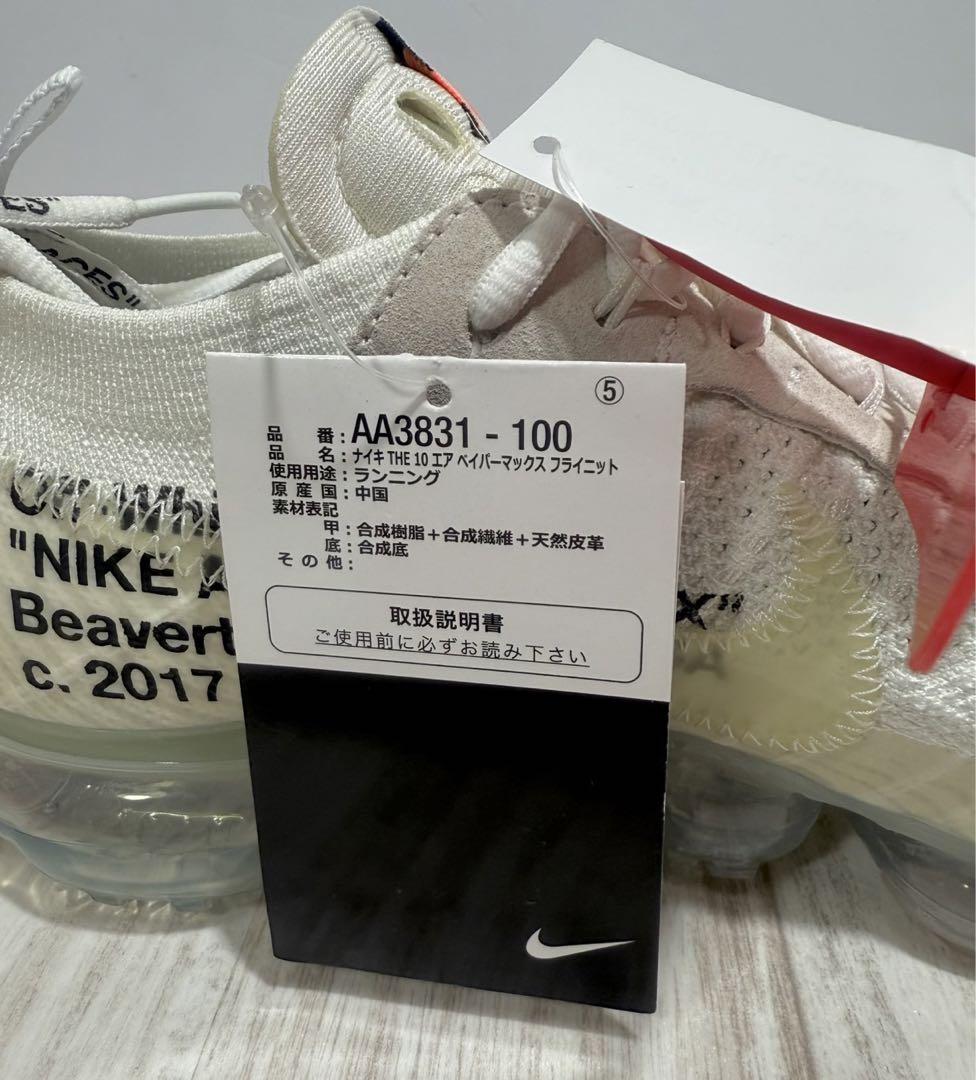 ⑤
品 番：AA3831 - 100
品 名：ナイキ THE 10 エア ベイパーマックス フライニット
使用用途：ランニング
原産国：中国
素材表記
甲：合成樹脂＋合成繊維＋天然皮革
底：合成底
その他：
取扱説明書
ご使用前に必ずお読み下さい
"NIKE
c. 2017